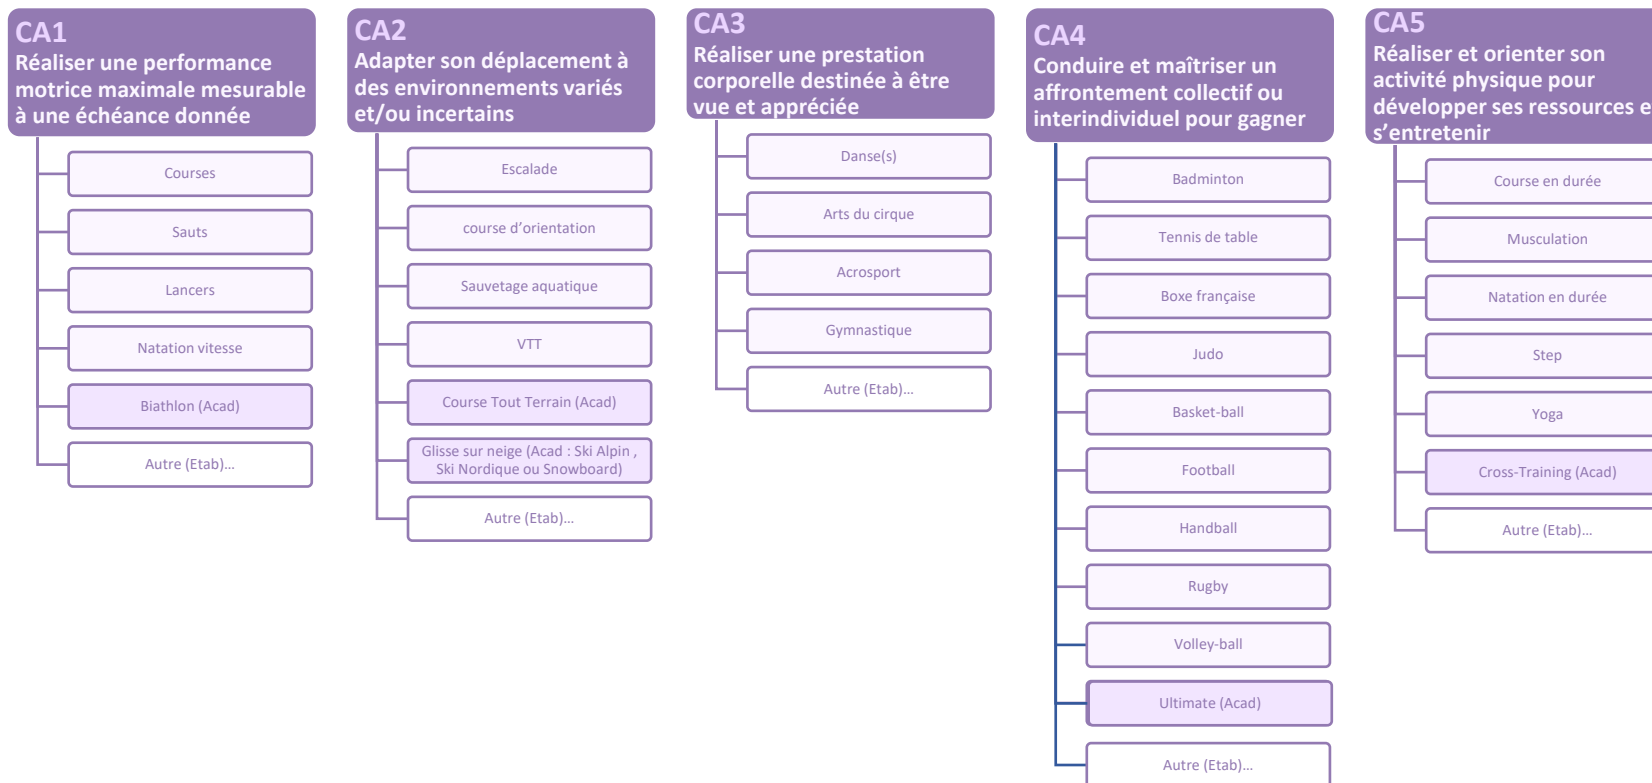 CA1
Réaliser une performance
motrice maximale mesurable
à une échéance donnée
Courses
Sauts
Lancers
Natation vitesse
Biathlon (Acad)
Autre (Etab)...
CA2
Adapter son déplacement à
des environnements variés
et/ou incertains
Escalade
course d’orientation
Sauvetage aquatique
VTT
Course Tout Terrain (Acad)
Glisse sur neige (Acad : Ski Alpin ,
Ski Nordique ou Snowboard)
Autre (Etab)...
CA3
Réaliser une prestation
corporelle destinée à être
vue et appréciée
Danse(s)
Arts du cirque
Acrosport
Gymnastique
Autre (Etab)...
CA4
Conduire et maîtriser un
affrontement collectif ou
interindividuel pour gagner
Badminton
Tennis de table
Boxe française
Judo
Basket-ball
Football
Handball
Rugby
Volley-ball
Ultimate (Acad)
Autre (Etab)...
CA5
Réaliser et orienter son
activité physique pour
développer ses ressources
s’entretenir
Course en durée
Musculation
Natation en durée
Step
Yoga
Cross-Training (Acad)
Autre (Etab)...